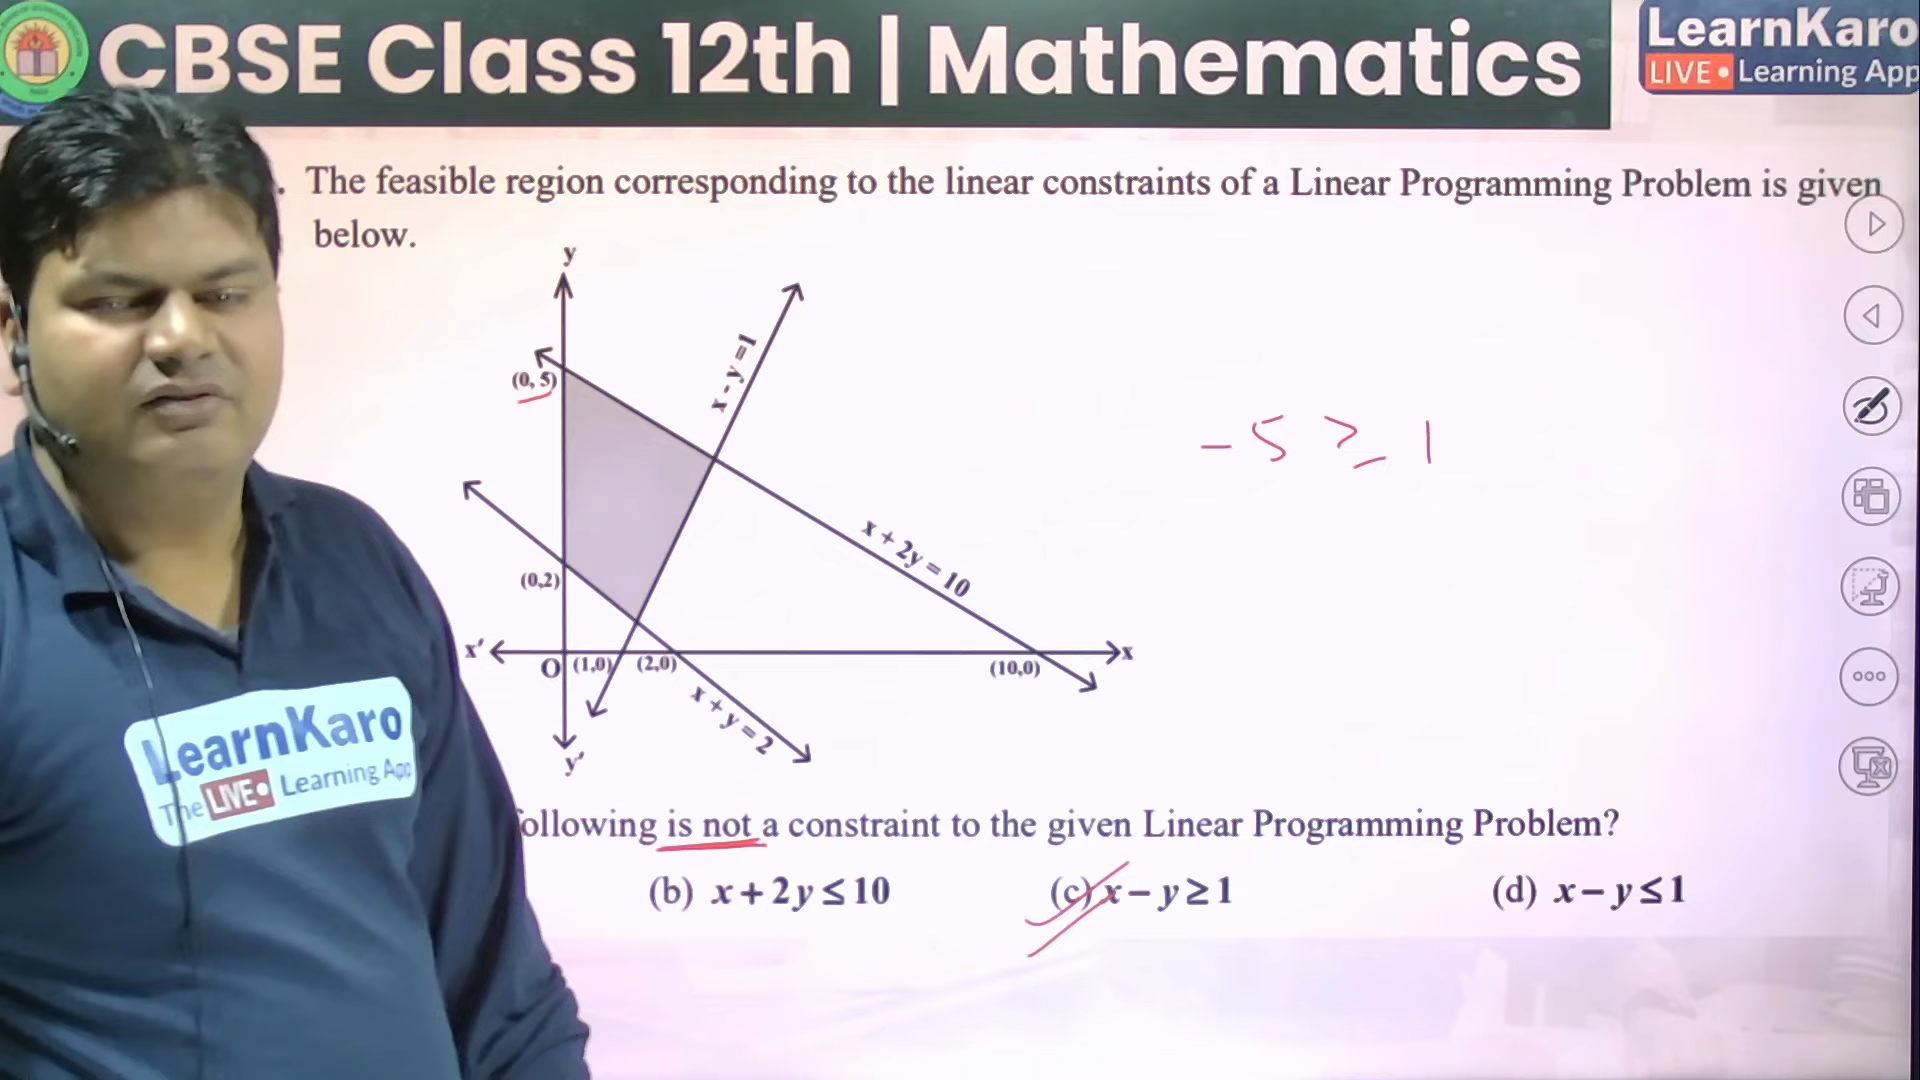 CBSE Class 12th | Mathematics
LearnKaro
LIVE • Learning App
. The feasible region corresponding to the linear constraints of a Linear Programming Problem is given
below.
y
x - y = 1
(0, 5)
- 5 ≥ 1
x + 2y = 10
(0,2)
x' O (1,0) (2,0) (10,0) x
x + y = 2
y'
LearnKaro
The LIVE• Learning App
following is not a constraint to the given Linear Programming Problem?
(b) x + 2y ≤ 10 (c) x − y ≥ 1 (d) x − y ≤ 1